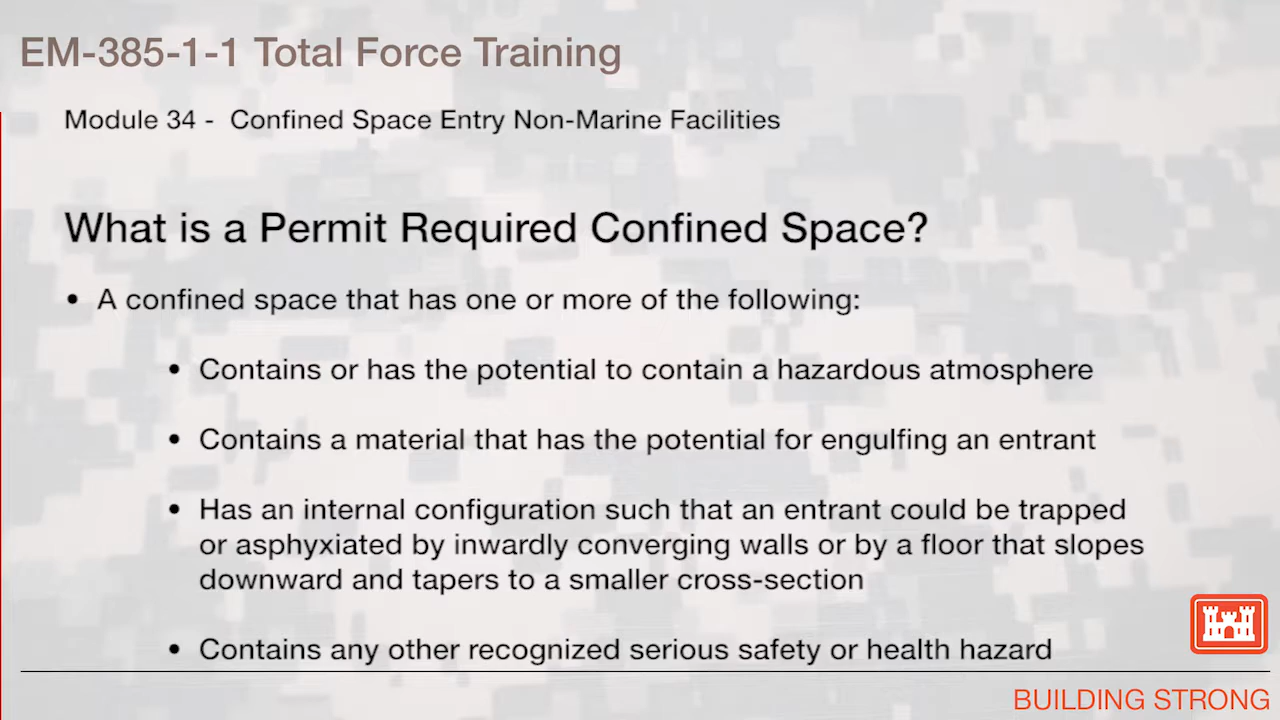 EM-385-1-1 Total Force Training
Module 34 - Confined Space Entry Non-Marine Facilities
What is a Permit Required Confined Space?
• A confined space that has one or more of the following:
• Contains or has the potential to contain a hazardous atmosphere
• Contains a material that has the potential for engulfing an entrant
• Has an internal configuration such that an entrant could be trapped
or asphyxiated by inwardly converging walls or by a floor that slopes
downward and tapers to a smaller cross-section
• Contains any other recognized serious safety or health hazard
BUILDING STRONG